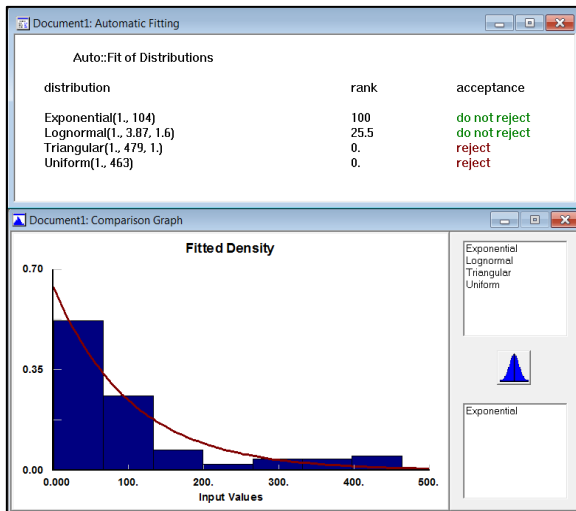 Document1: Automatic Fitting
Auto::Fit of Distributions
distribution rank acceptance
Exponential(1., 104) 100 do not reject
Lognormal(1., 3.87, 1.6) 25.5 do not reject
Triangular(1., 479, 1.) 0. reject
Uniform(1., 463) 0. reject
Document1: Comparison Graph
Fitted Density
0.70
0.35
0.00
0.000 100. 200. 300. 400. 500.
Input Values
Exponential
Lognormal
Triangular
Uniform
Exponential